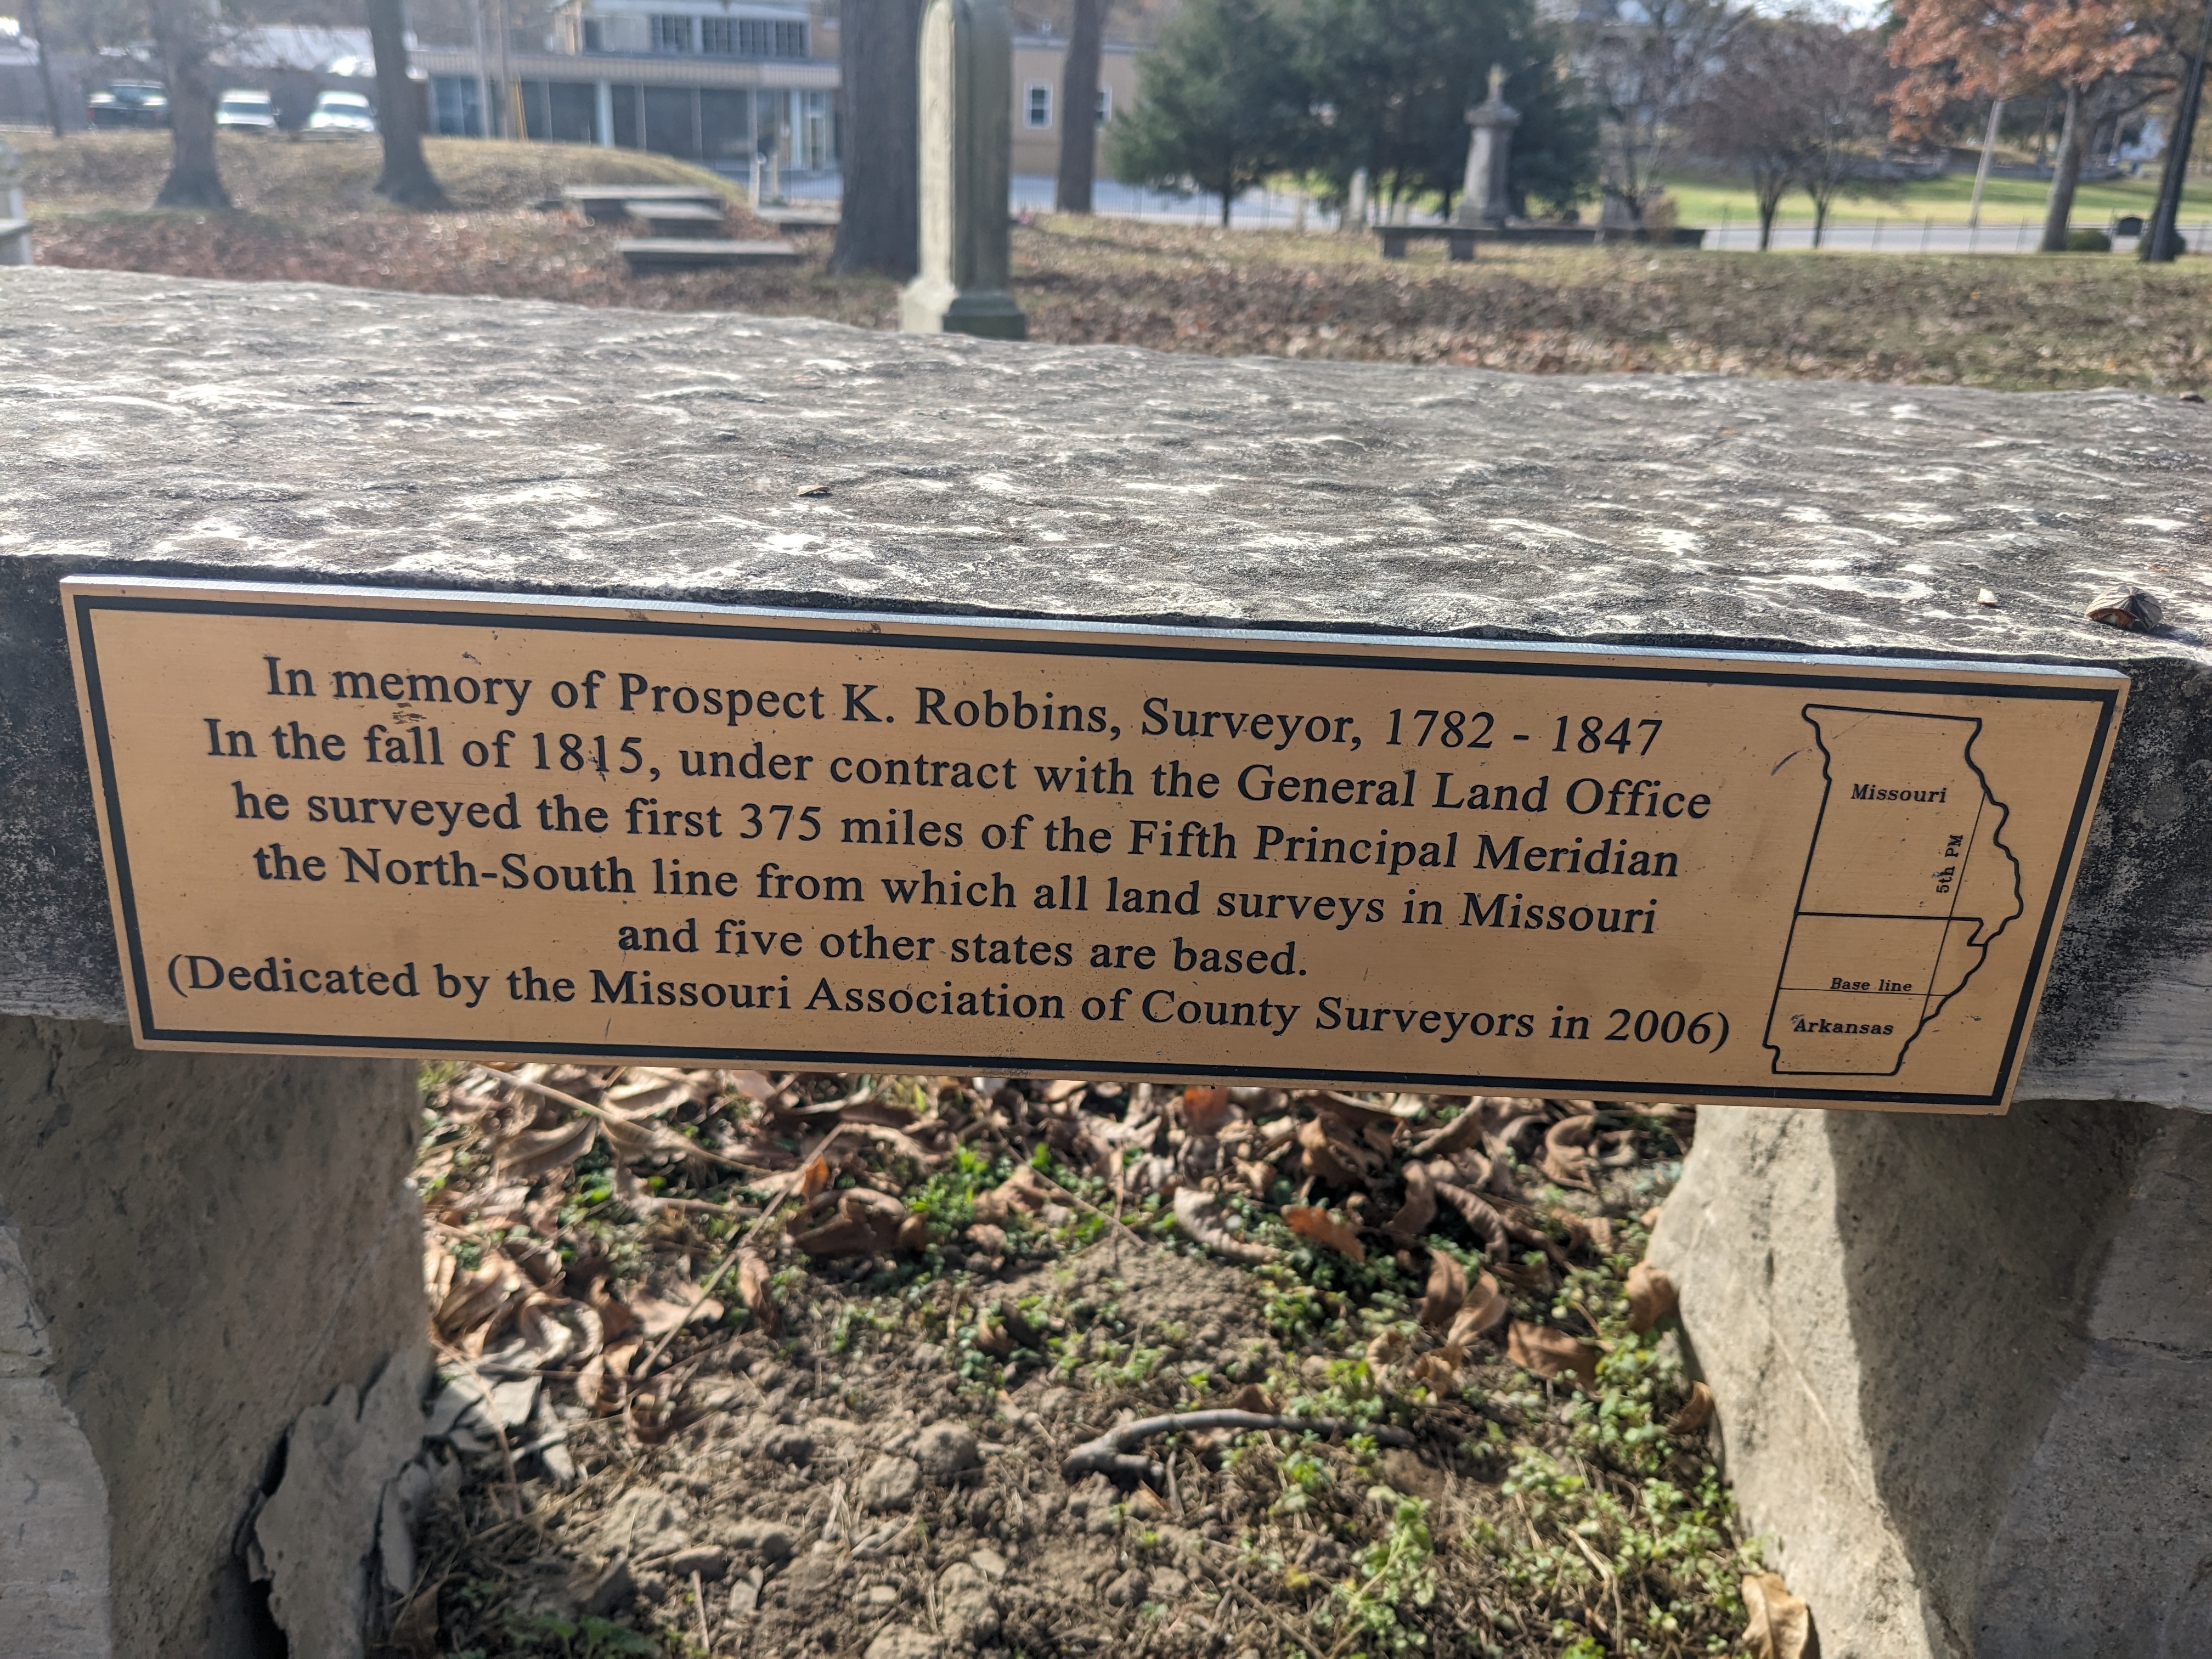 In memory of Prospect K. Robbins, Surveyor, 1782 - 1847
In the fall of 1815, under contract with the General Land Office
he surveyed the first 375 miles of the Fifth Principal Meridian
the North-South line from which all land surveys in Missouri
and five other states are based.
(Dedicated by the Missouri Association of County Surveyors in 2006)
Missouri
5th PM
Base line
Arkansas